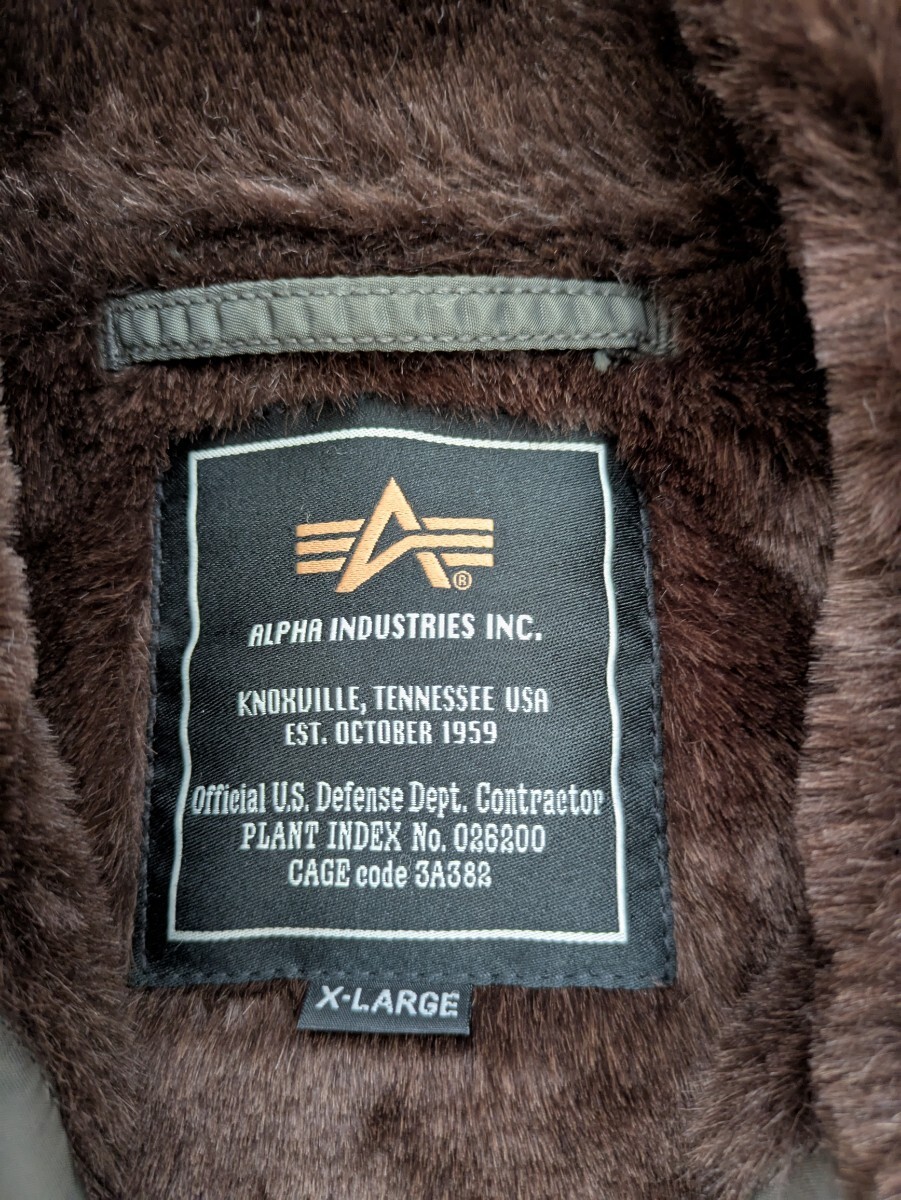 ®
ALPHA INDUSTRIES INC.
KNOXVILLE, TENNESSEE USA
EST. OCTOBER 1959
Official U.S. Defense Dept. Contractor
PLANT INDEX No. 026200
CAGE code 3A382
X-LARGE